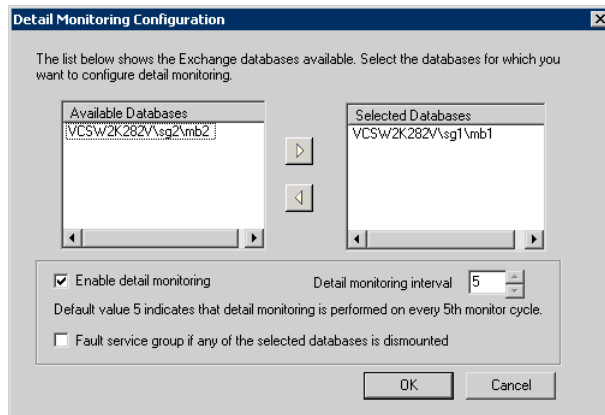 Detail Monitoring Configuration
The list below shows the Exchange databases available. Select the databases for which you
want to configure detail monitoring.
Available Databases
VCSW2K282V\sg2\mb2
Selected Databases
VCSW2K282V\sg1\mb1
Enable detail monitoring
Detail monitoring interval
5
Default value 5 indicates that detail monitoring is performed on every 5th monitor cycle.
Fault service group if any of the selected databases is dismounted
OK
Cancel